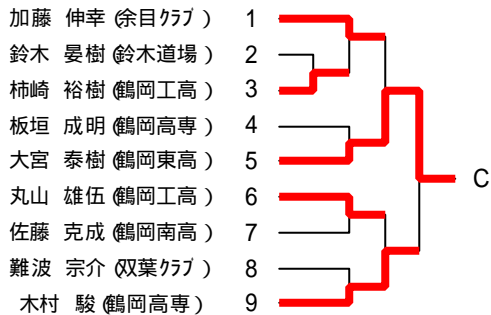 加藤 伸幸 (余目クラブ) 1
鈴木 晏樹 (鈴木道場) 2
柿崎 裕樹 (鶴岡工高) 3
板垣 成明 (鶴岡高専) 4
大宮 泰樹 (鶴岡東高) 5
丸山 雄伍 (鶴岡工高) 6
佐藤 克成 (鶴岡南高) 7
難波 宗介 (双葉クラブ) 8
木村 駿 (鶴岡高専) 9
C